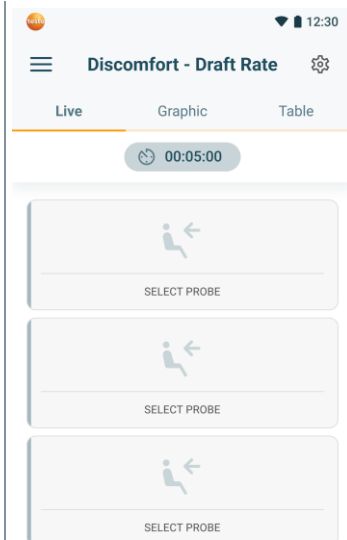 testo
12:30
Discomfort - Draft Rate
Live Graphic Table
00:05:00
SELECT PROBE
SELECT PROBE
SELECT PROBE